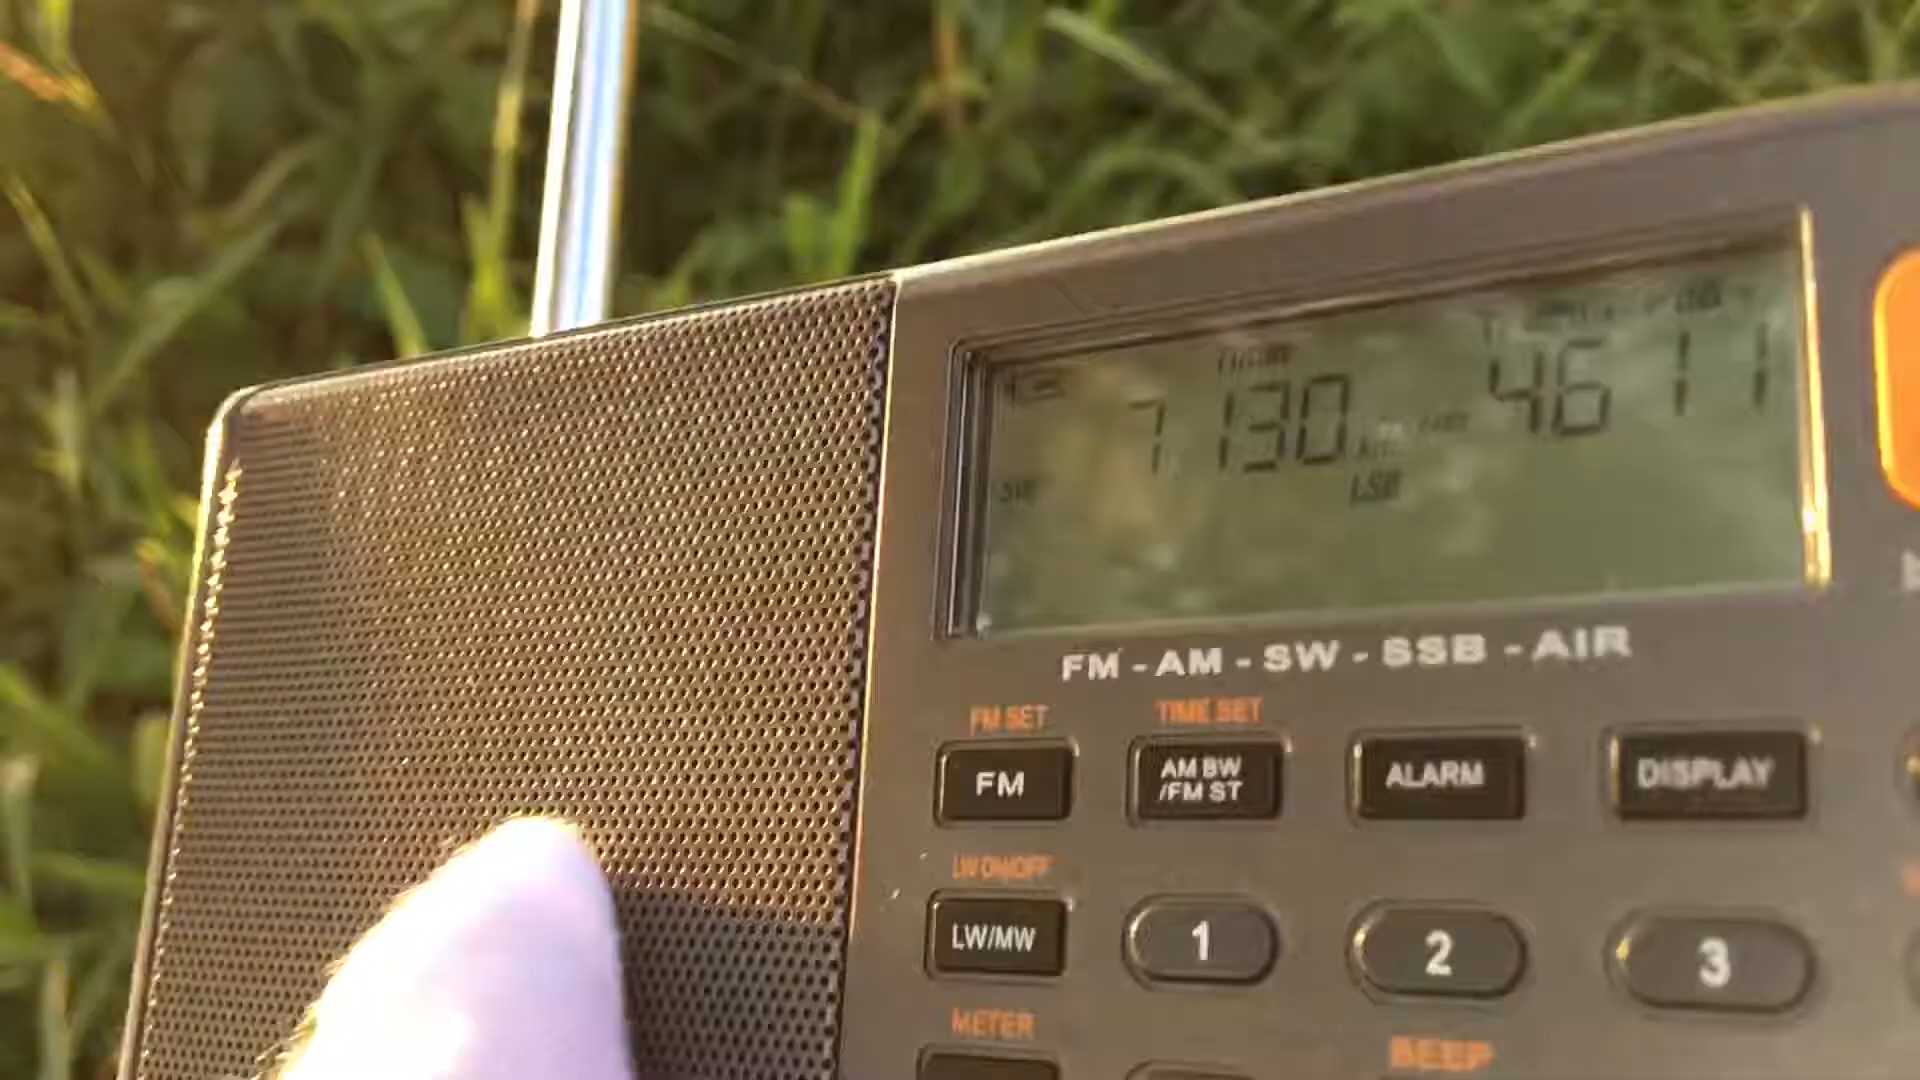 7.130 46 11
SW LSB
FM - AM - SW - SSB - AIR
FM SET TIME SET
FM AM BW /FM ST ALARM DISPLAY
LW ON/OFF
LW/MW 1 2 3
METER
BEEP